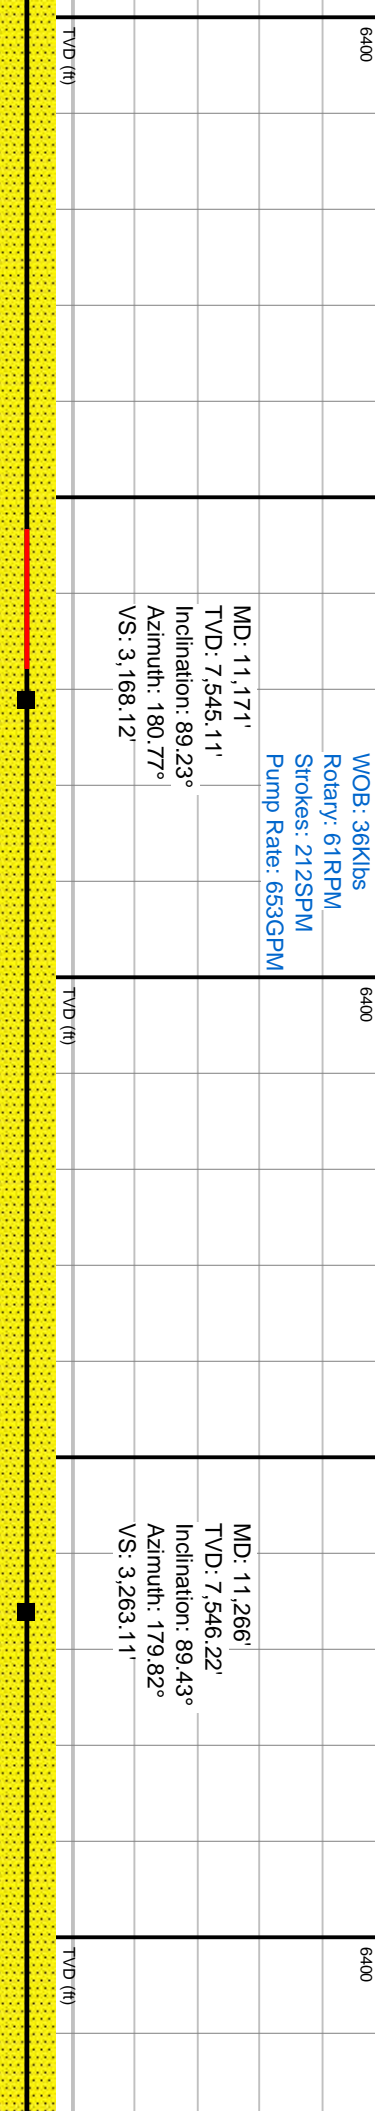 6400
TVD (ft)
MD: 11,171'
TVD: 7,545.11'
Inclination: 89.23°
Azimuth: 180.77°
VS: 3,168.12'
WOB: 36Klbs
Rotary: 61RPM
Strokes: 212SPM
Pump Rate: 653GPM
6400
TVD (ft)
MD: 11,266'
TVD: 7,546.22'
Inclination: 89.43°
Azimuth: 179.82°
VS: 3,263.11'
6400
TVD (ft)